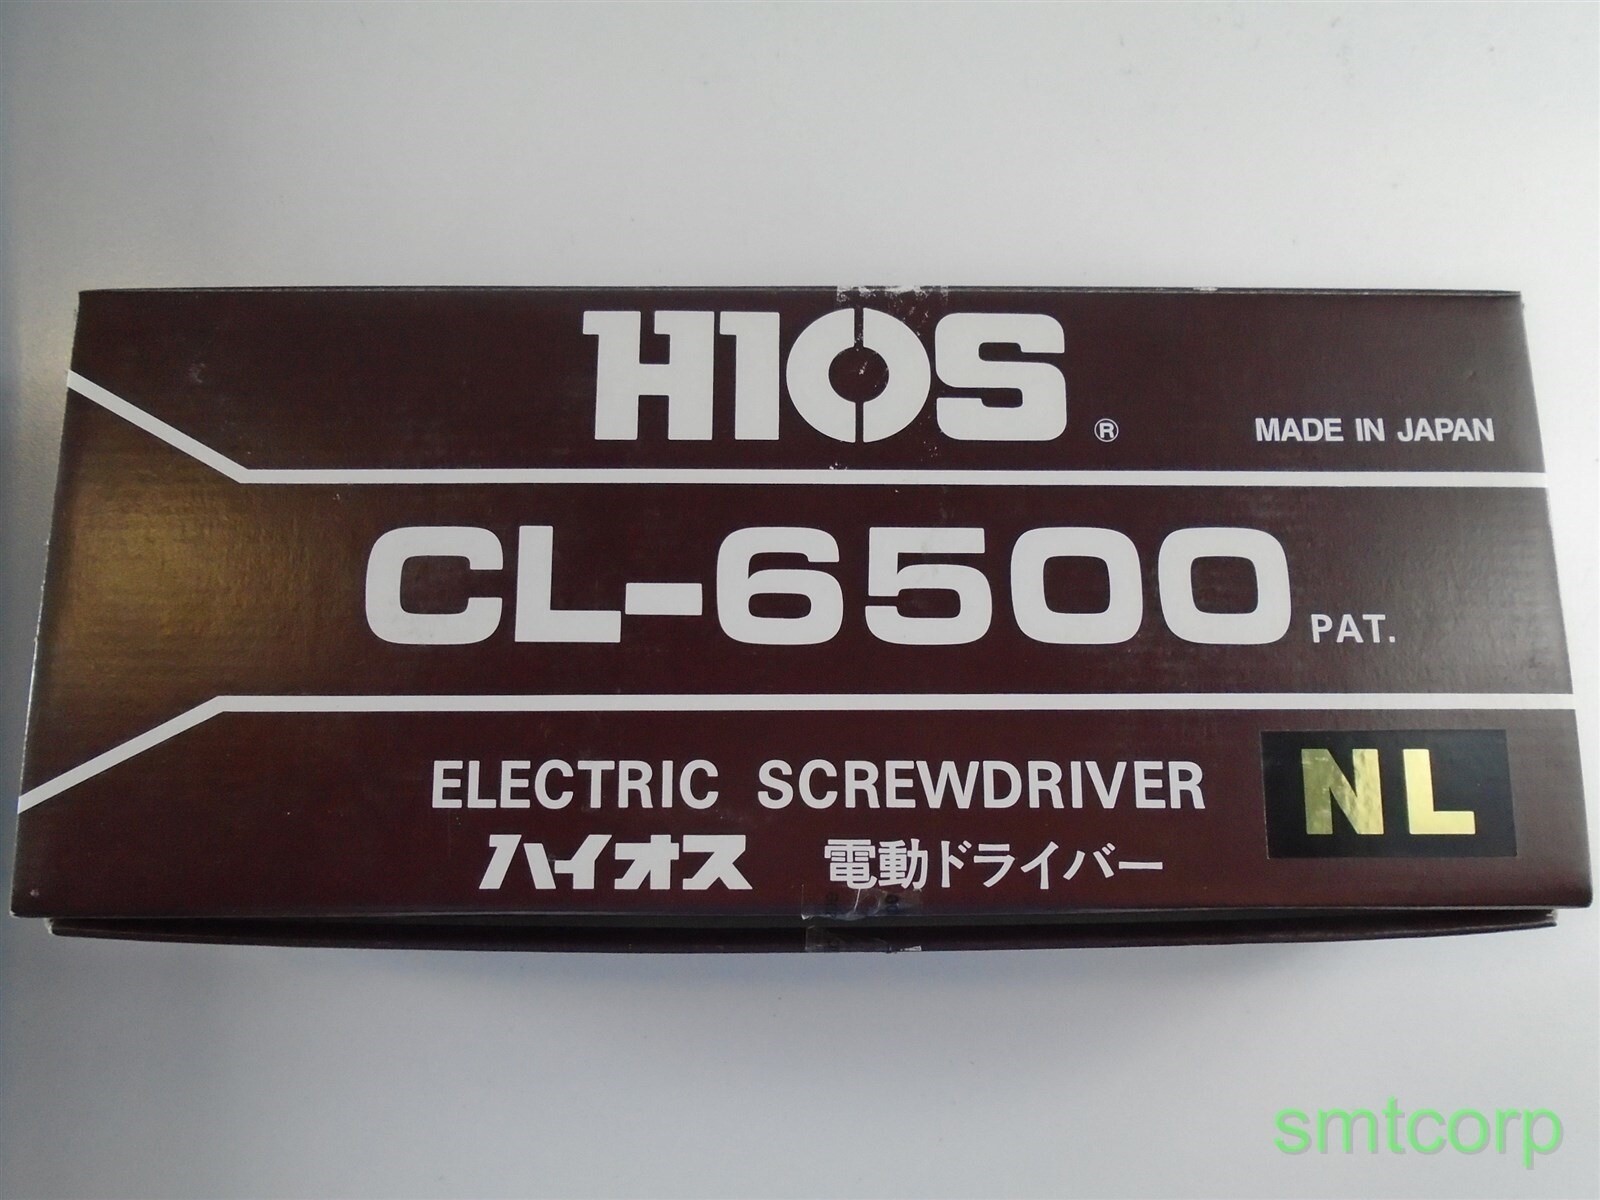 HIOS ®
MADE IN JAPAN
CL-6500 PAT.
ELECTRIC SCREWDRIVER
NL
ハイオス 電動ドライバー
smtcorp